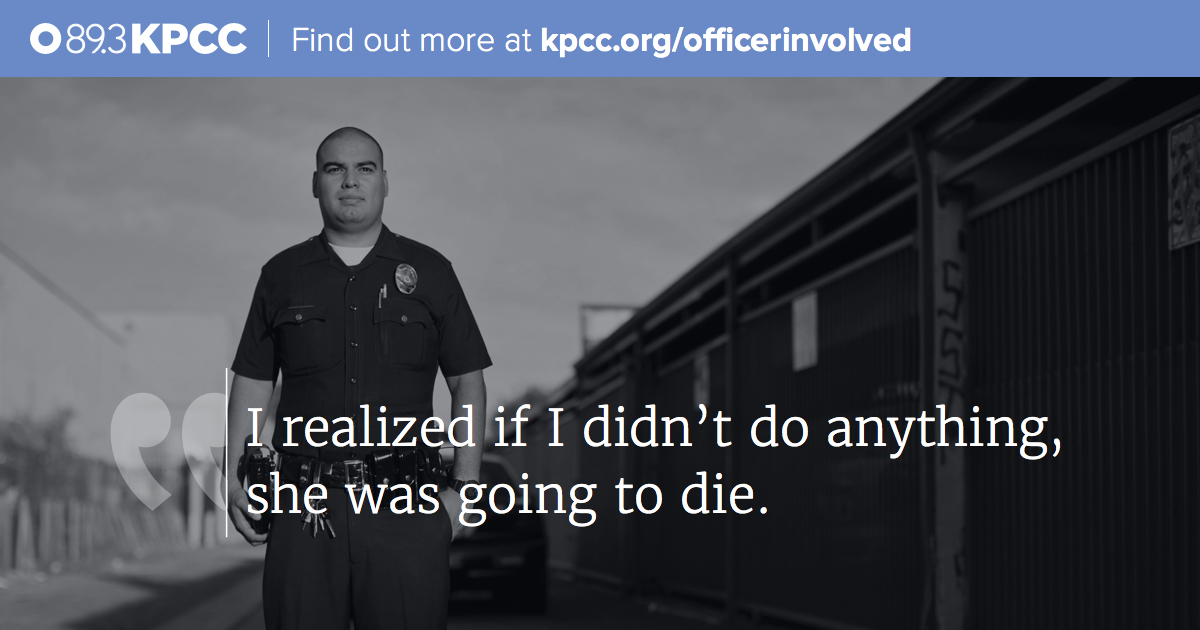 89.3 KPCC Find out more at kpcc.org/officerinvolved
I realized if I didn’t do anything,
she was going to die.